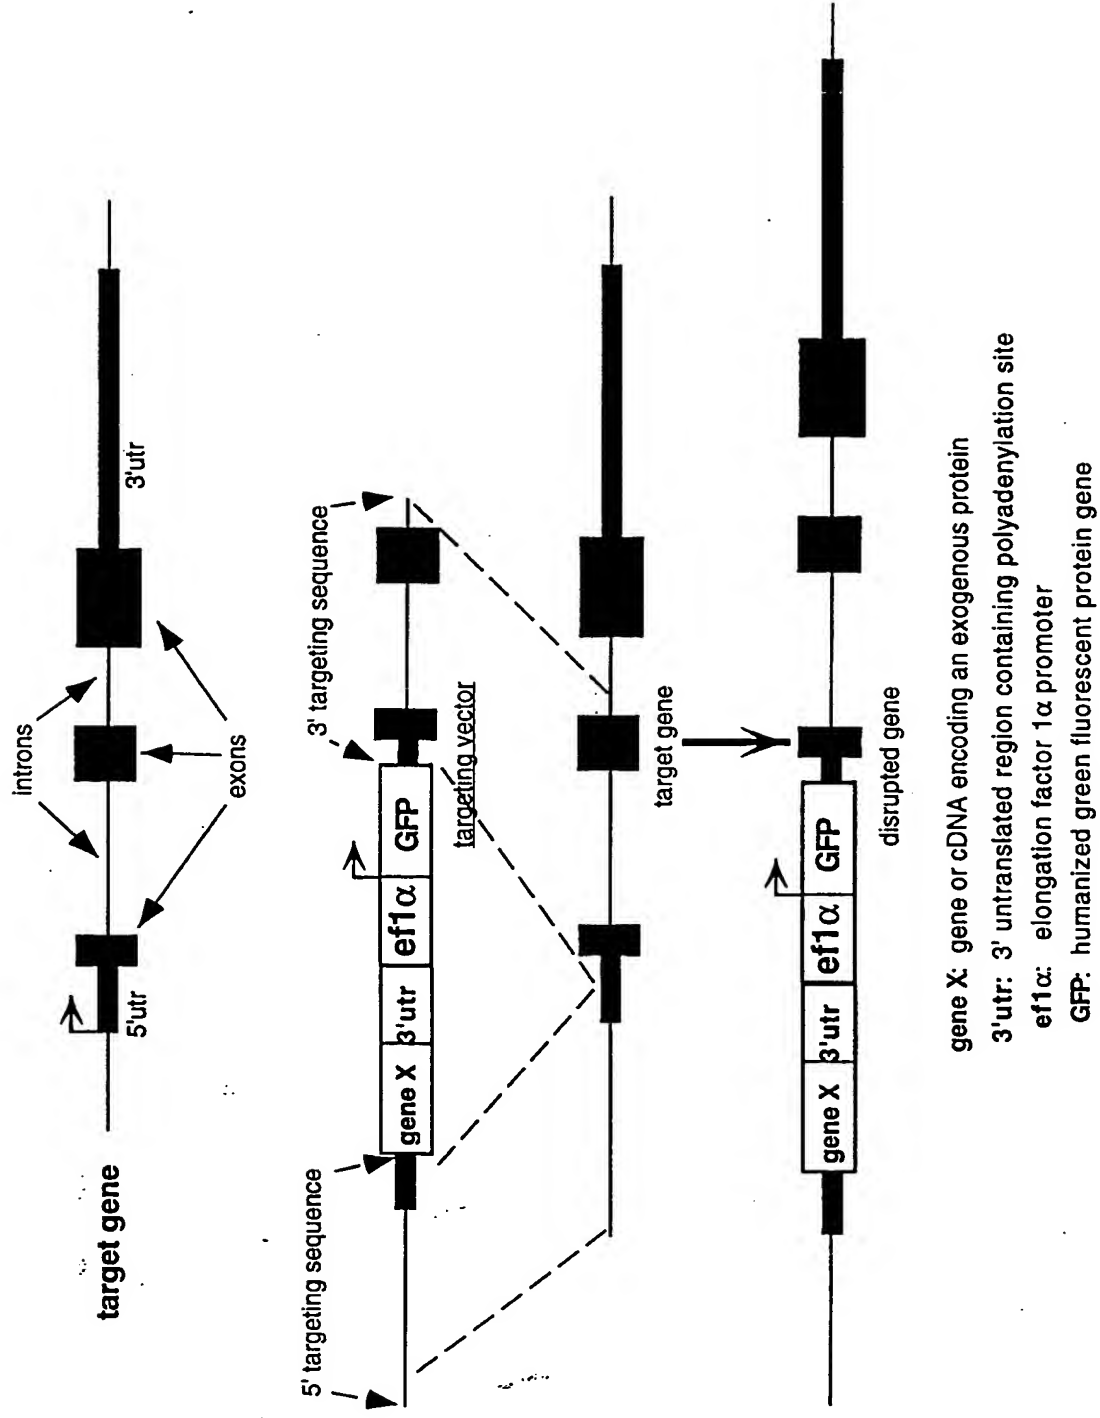 target gene
5'utr
introns
exons
3'utr
5' targeting sequence
3' targeting sequence
gene X
3'utr
ef1α
GFP
targeting vector
target gene
gene X
3'utr
ef1α
GFP
disrupted gene
gene X: gene or cDNA encoding an exogenous protein
3'utr: 3' untranslated region containing polyadenylation site
ef1α: elongation factor 1α promoter
GFP: humanized green fluorescent protein gene